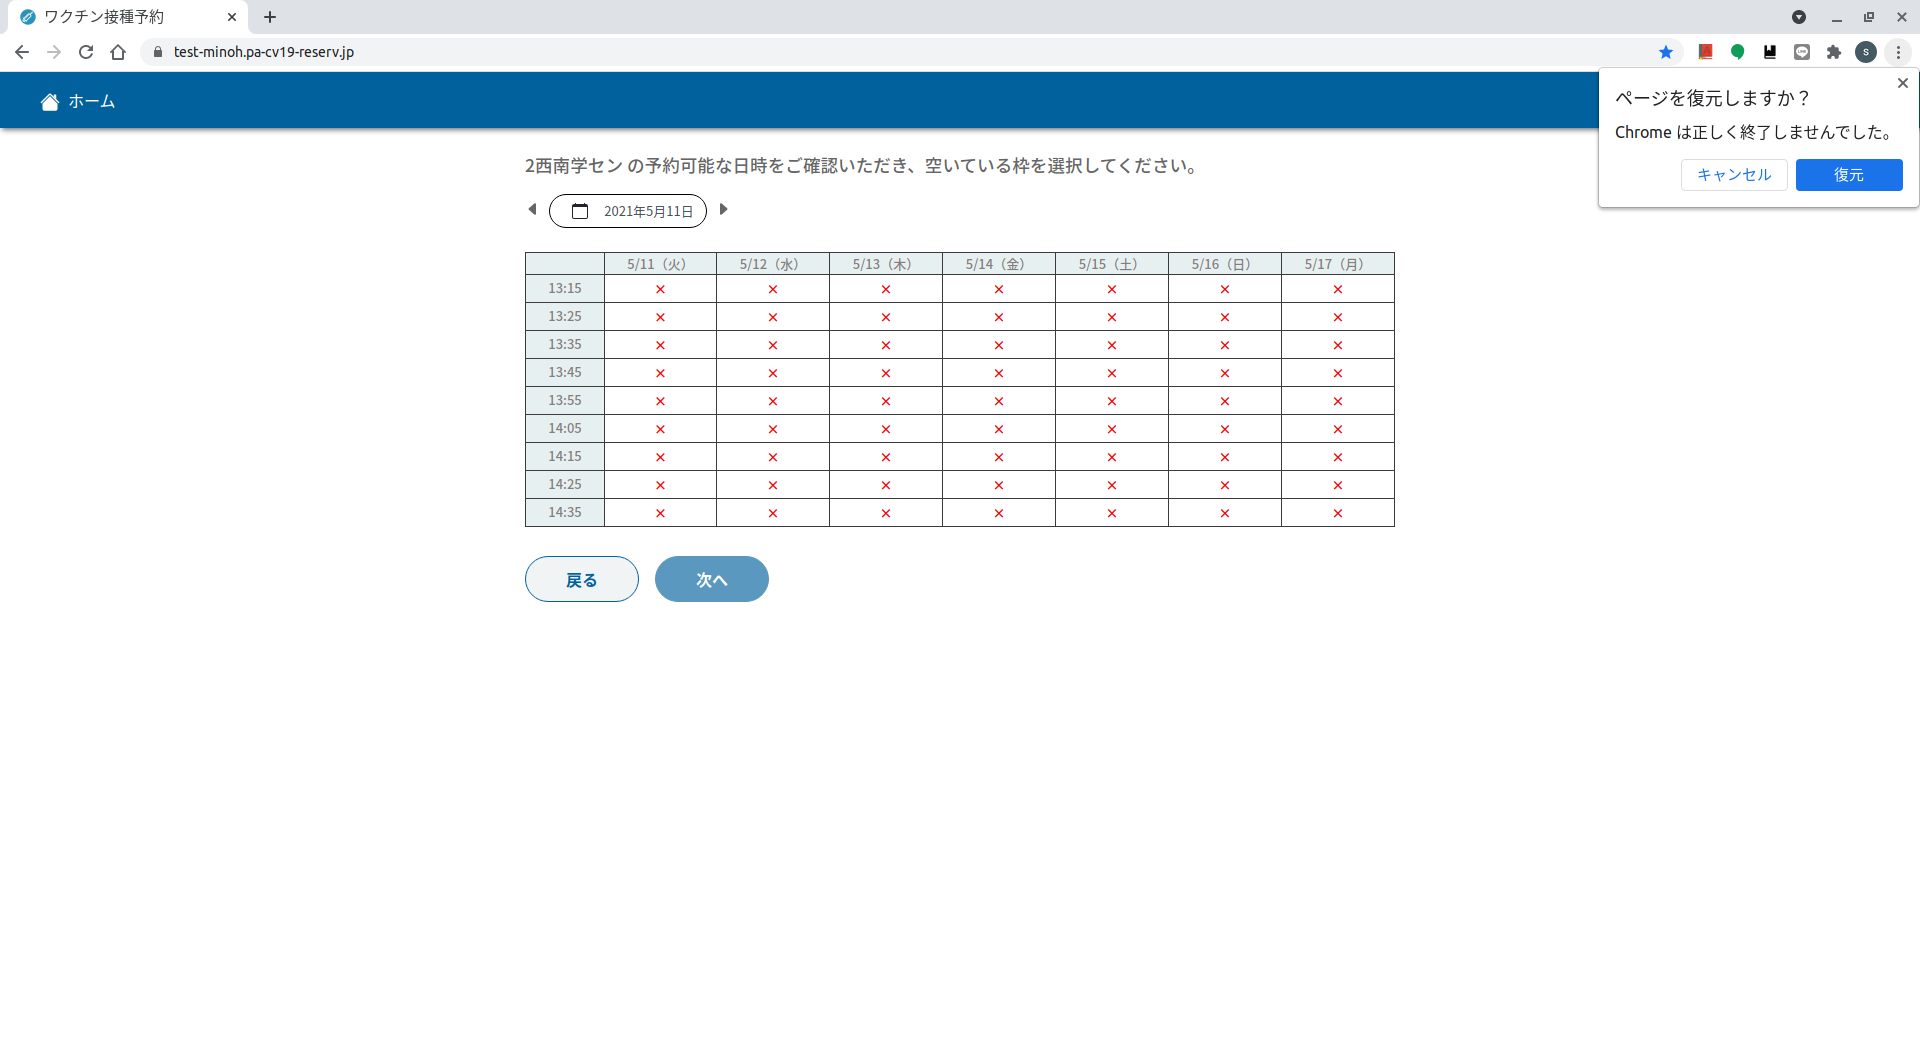 ワクチン接種予約
test-minoh.pa-cv19-reserv.jp
S
ホーム
ページを復元しますか？
Chrome は正しく終了しませんでした。
キャンセル 復元
2西南学セン の予約可能な日時をご確認いただき、空いている枠を選択してください。
2021年5月11日
5/11（火） 5/12（水） 5/13（木） 5/14（金） 5/15（土） 5/16（日） 5/17（月）
13:15 × × × × × × ×
13:25 × × × × × × ×
13:35 × × × × × × ×
13:45 × × × × × × ×
13:55 × × × × × × ×
14:05 × × × × × × ×
14:15 × × × × × × ×
14:25 × × × × × × ×
14:35 × × × × × × ×
戻る 次へ